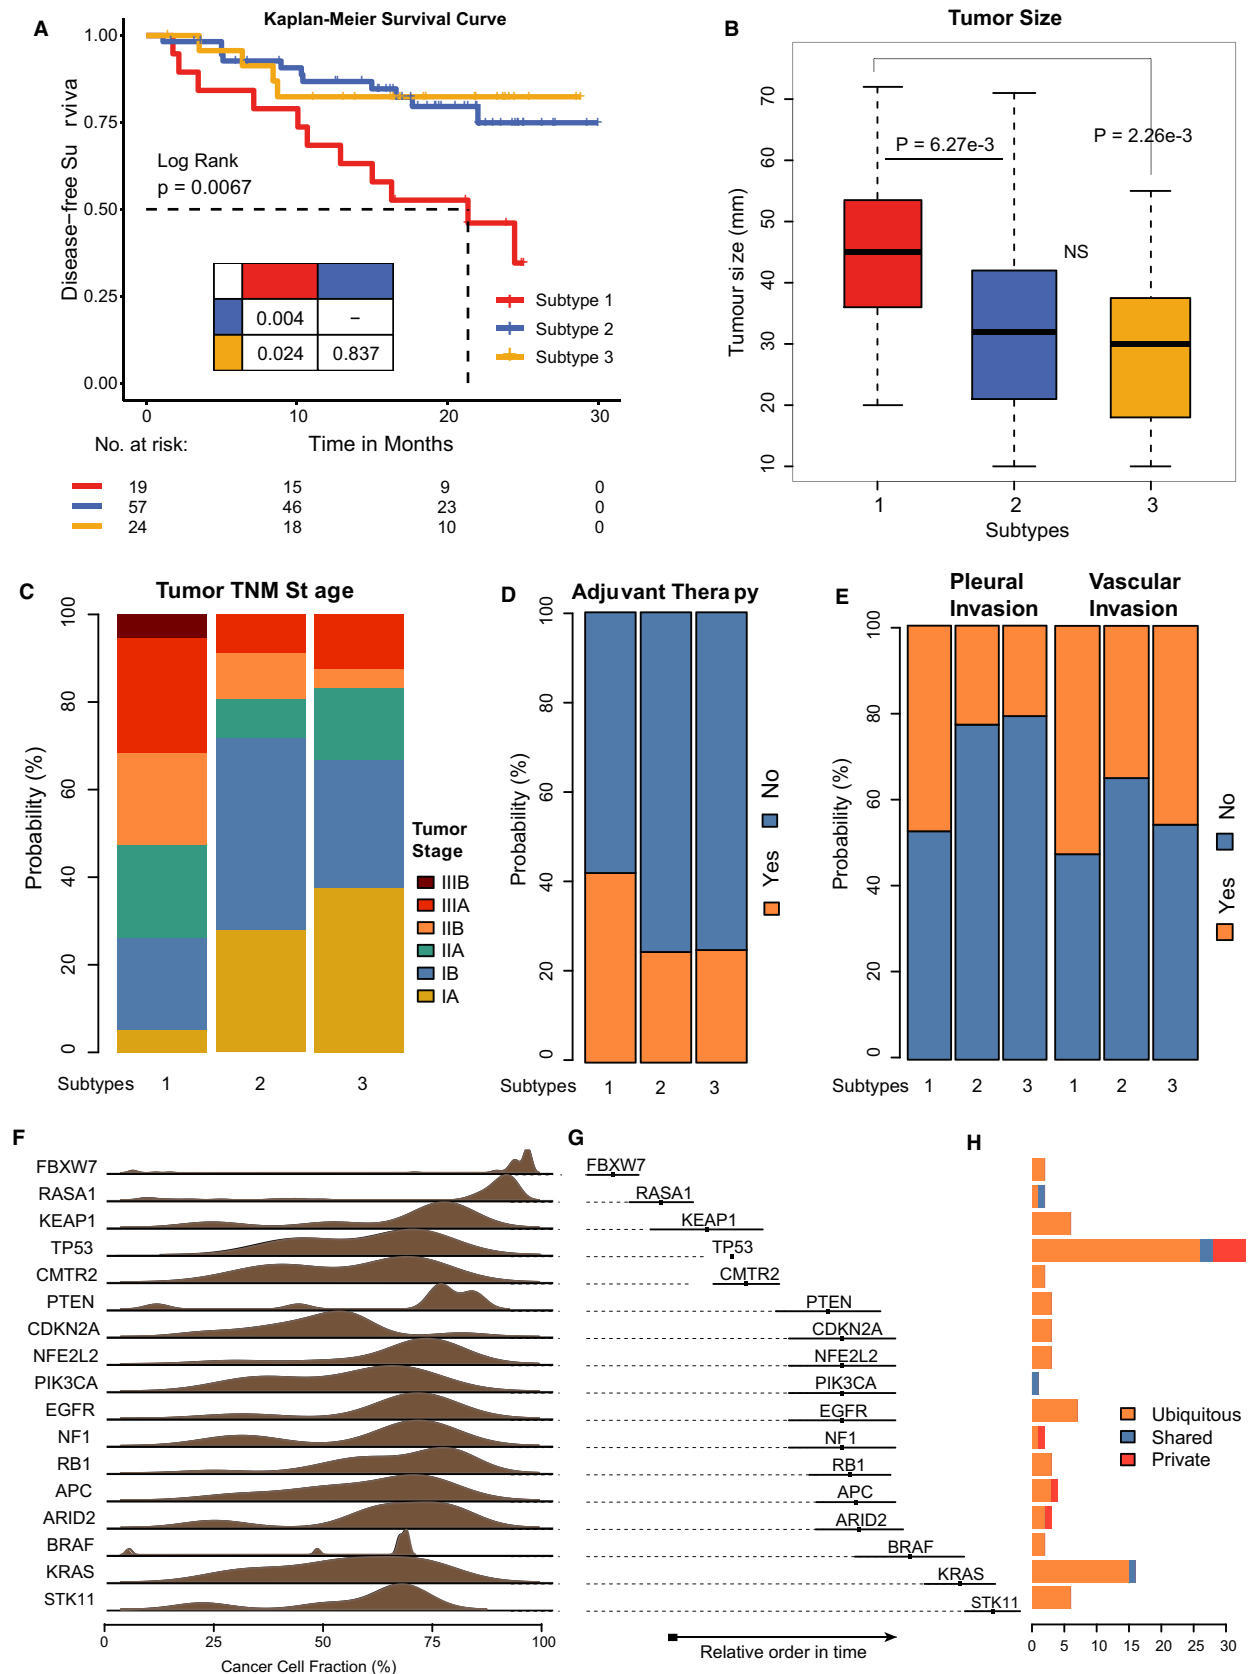 A
Kaplan-Meier Survival Curve
Disease−free Su rviva
1.00
0.75
0.50
0.25
0.00
Log Rank
p = 0.0067
0.004 −
0.024 0.837
Subtype 1
Subtype 2
Subtype 3
0 10 20 30
No. at risk: Time in Months
19 15 9 0
57 46 23 0
24 18 10 0
B
Tumor Size
Tumour size (mm)
70
60
50
40
30
20
10
P = 6.27e-3
P = 2.26e-3
NS
1 2 3
Subtypes
C
Tumor TNM St age
Probability (%)
100
80
60
40
20
0
Subtypes 1 2 3
Tumor
Stage
IIIB
IIIA
IIB
IIA
IB
IA
D
Adjuvant Thera py
Probability (%)
100
80
60
40
20
0
Subtypes 1 2 3
Yes No
E
Pleural
Invasion
Vascular
Invasion
Probability (%)
100
80
60
40
20
0
Subtypes 1 2 3 1 2 3
Yes No
F
FBXW7
RASA1
KEAP1
TP53
CMTR2
PTEN
CDKN2A
NFE2L2
PIK3CA
EGFR
NF1
RB1
APC
ARID2
BRAF
KRAS
STK11
0 25 50 75 100
Cancer Cell Fraction (%)
G
FBXW7
RASA1
KEAP1
TP53
CMTR2
PTEN
CDKN2A
NFE2L2
PIK3CA
EGFR
NF1
RB1
APC
ARID2
BRAF
KRAS
STK11
Relative order in time
H
Ubiquitous
Shared
Private
0 5 10 15 20 25 30